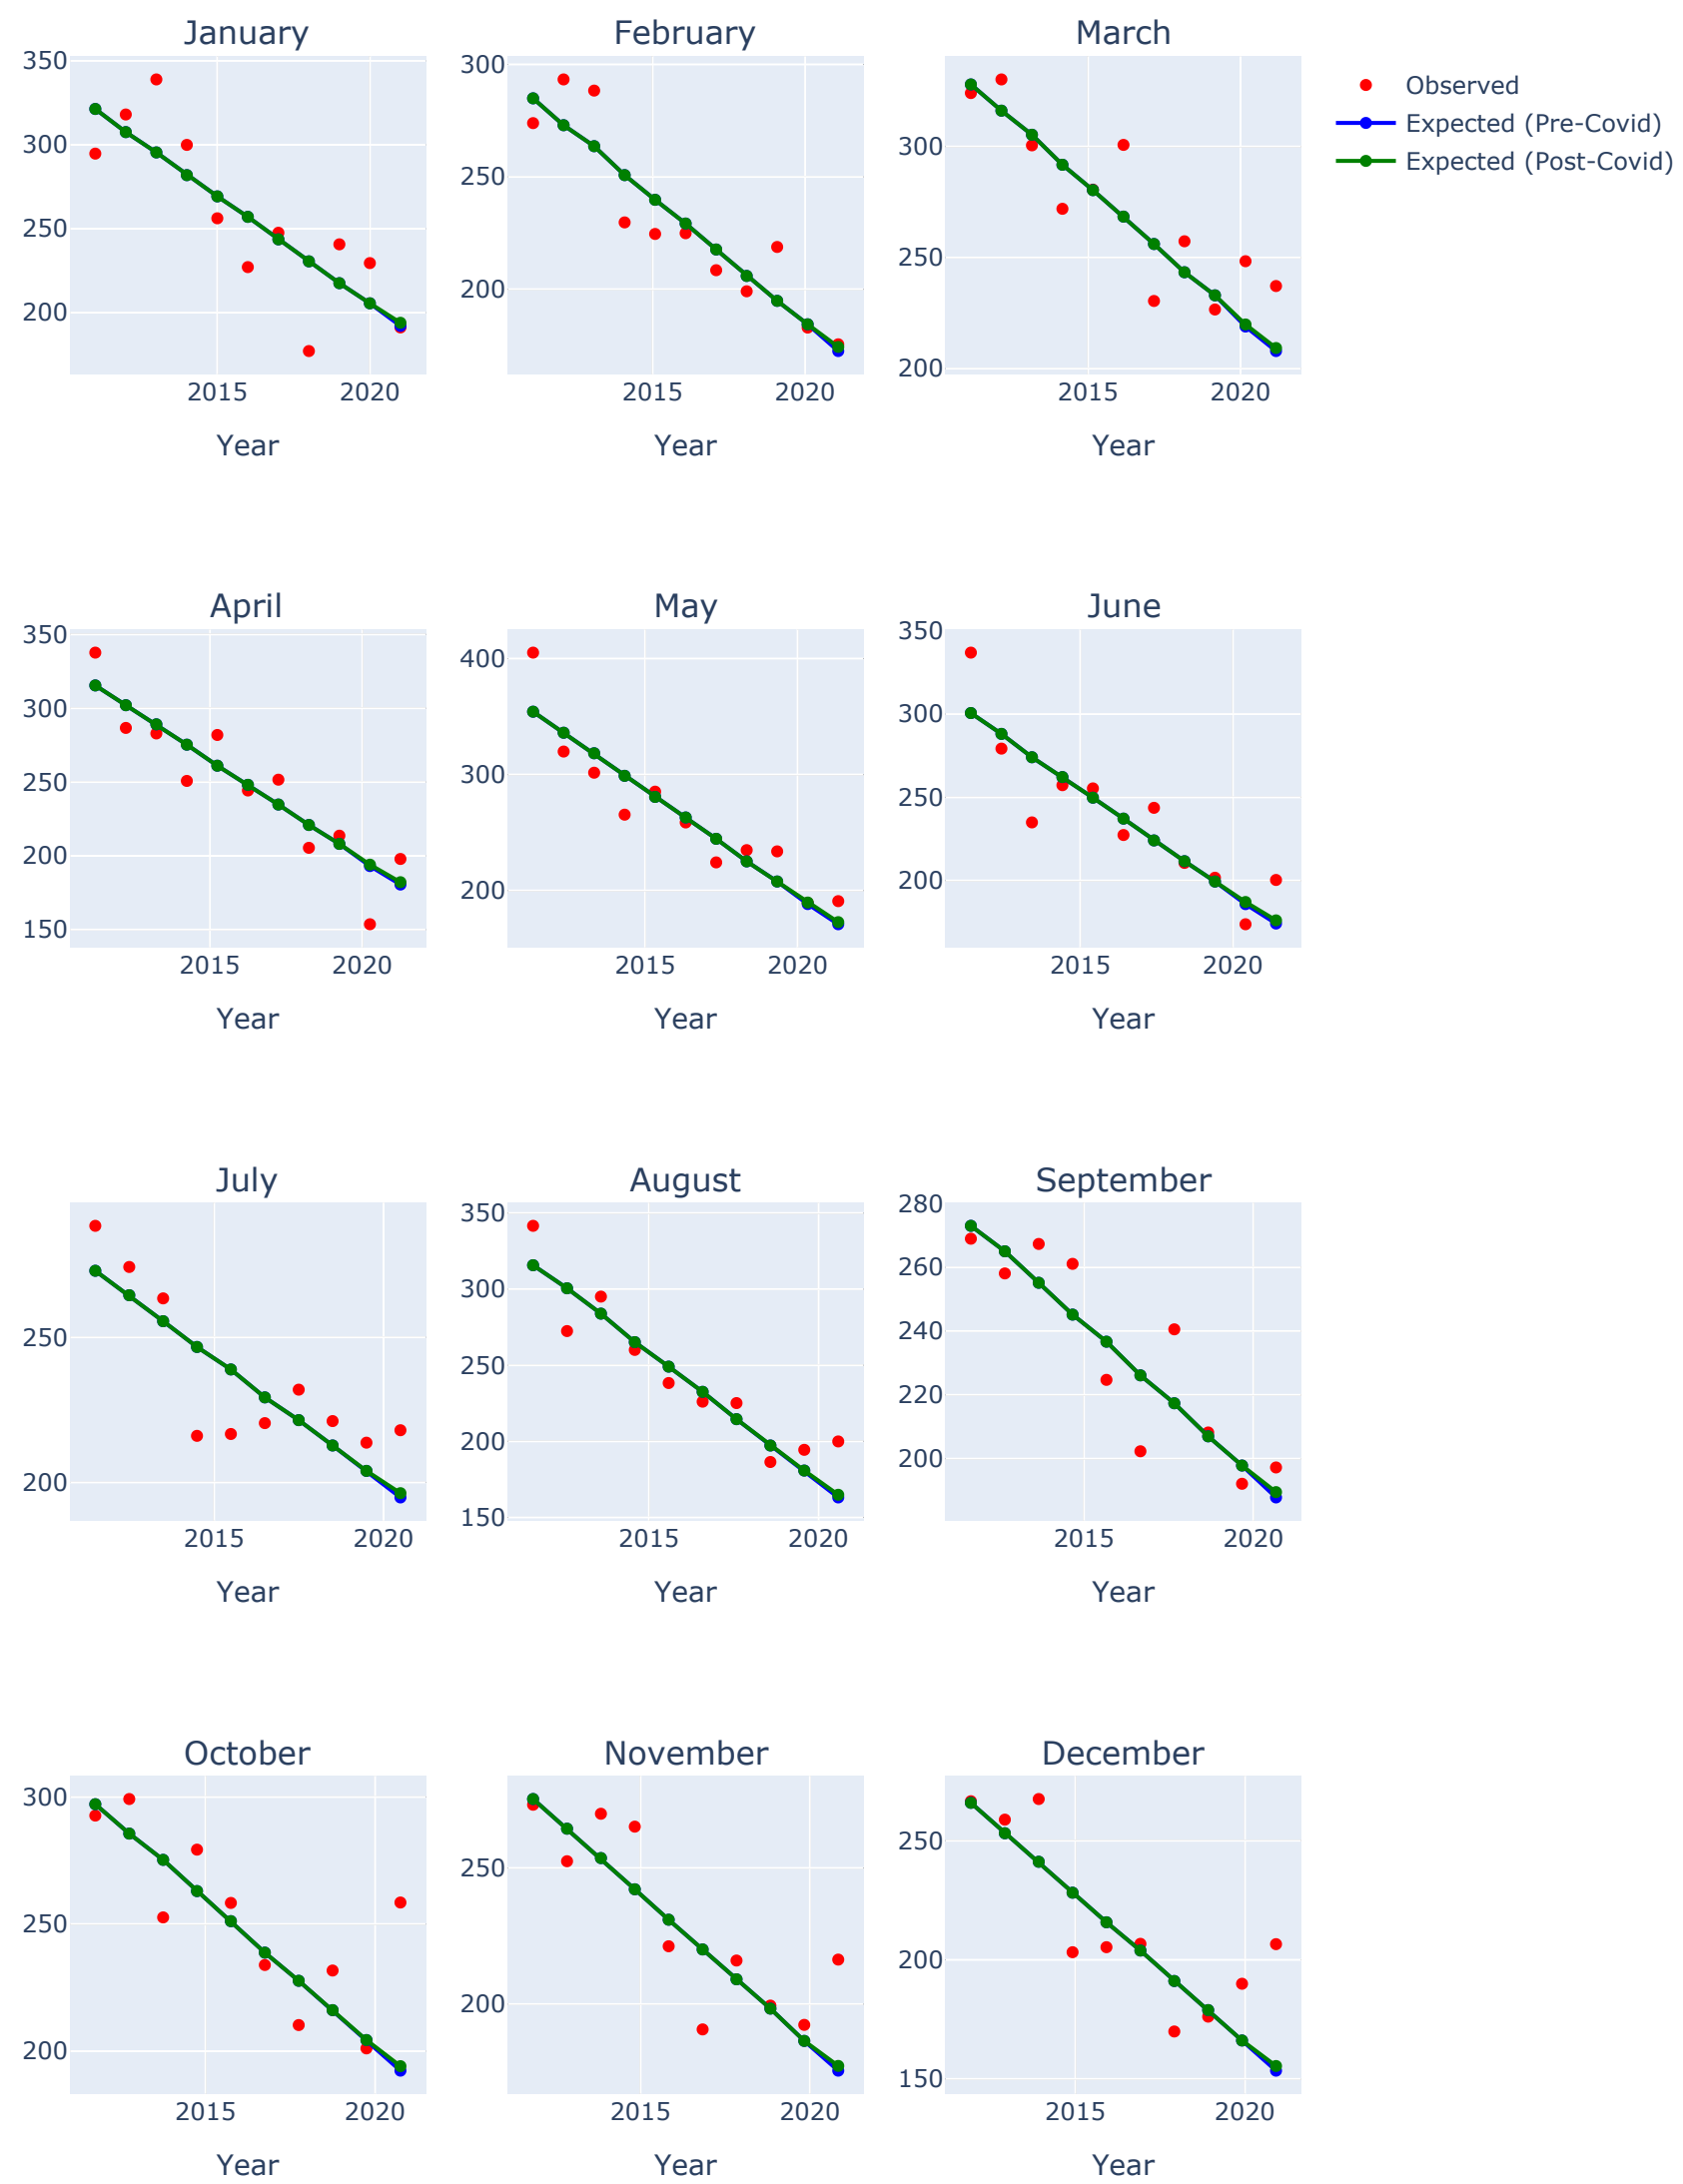 January
February
March
350
300
250
200
2015
2020
Year
300
250
200
2015
2020
Year
300
250
200
2015
2020
Year
Observed
Expected (Pre-Covid)
Expected (Post-Covid)
April
May
June
350
300
250
200
150
2015
2020
Year
400
300
200
2015
2020
Year
350
300
250
200
2015
2020
Year
July
August
September
250
200
2015
2020
Year
350
300
250
200
150
2015
2020
Year
280
260
240
220
200
2015
2020
Year
October
November
December
300
250
200
2015
2020
Year
250
200
2015
2020
Year
250
200
150
2015
2020
Year